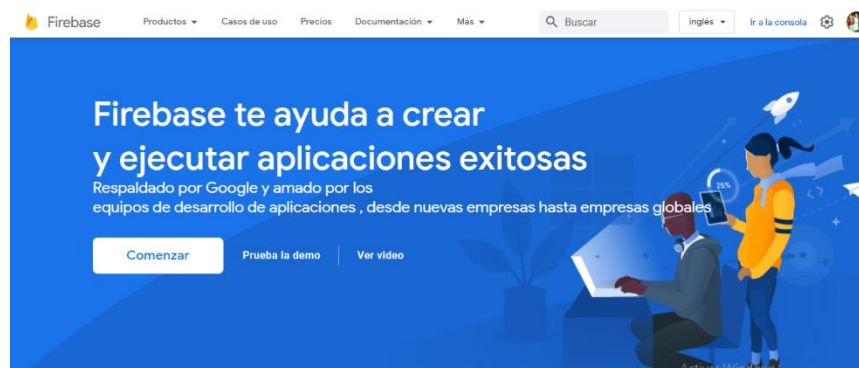 Firebase
Productos
Casos de uso
Precios
Documentación
Más
Buscar
inglés
Ir a la consola
Firebase te ayuda a crear
y ejecutar aplicaciones exitosas
Respaldado por Google y amado por los
equipos de desarrollo de aplicaciones , desde nuevas empresas hasta empresas globales
25%
Comenzar
Prueba la demo
Ver video
Activar Windows